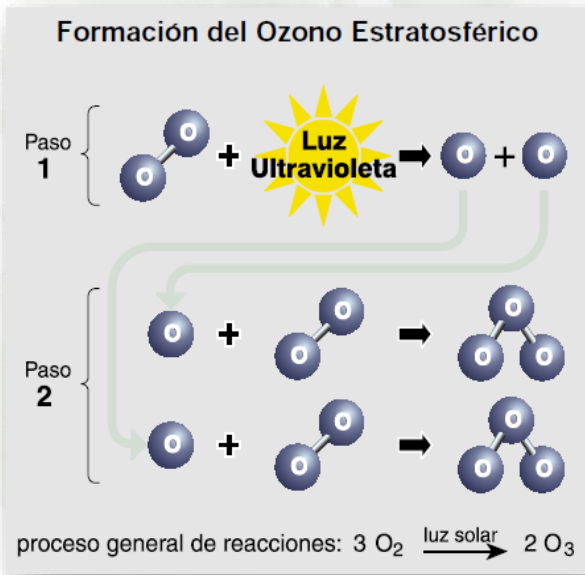 Formación del Ozono Estratosférico
Paso
1
O
O
+
Luz
Ultravioleta
O + O
Paso
2
O + O O O O O
O + O O O O O
proceso general de reacciones: 3 O₂ luz solar 2 O₃